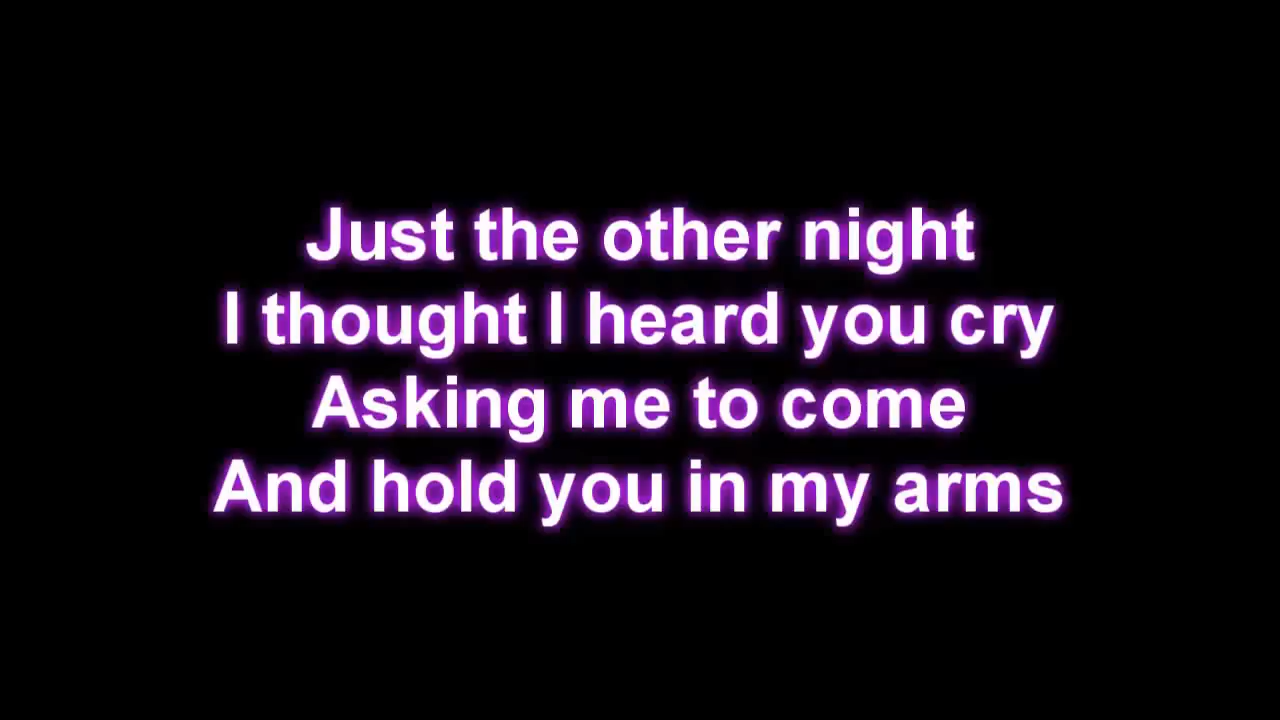 Just the other night
I thought I heard you cry
Asking me to come
And hold you in my arms